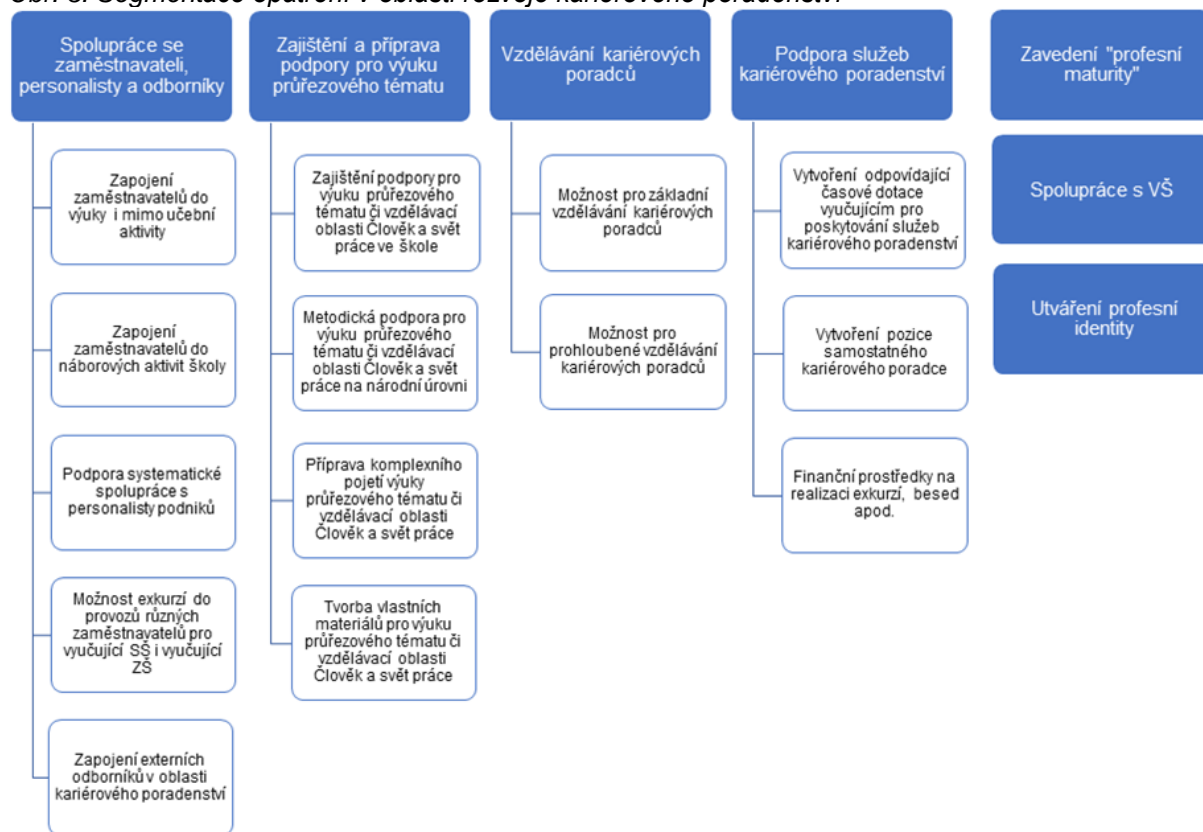 Spolupráce se
zaměstnavateli,
personalisty a odborníky
Zapojení
zaměstnavatelů do
výuky i mimo učební
aktivity
Zapojení
zaměstnavatelů do
náborových aktivit školy
Podpora systematické
spolupráce s
personalisty podniků
Možnost exkurzí do
provozů různých
zaměstnavatelů pro
vyučující SŠ i vyučující
ZŠ
Zapojení externích
odborníků v oblasti
kariérového poradenství
Zajištění a příprava
podpory pro výuku
průřezového tématu
Zajištění podpory pro
výuku průřezového
tématu či vzdělávací
oblasti Člověk a svět
práce ve škole
Metodická podpora pro
výuku průřezového
tématu či vzdělávací
oblasti Člověk a svět
práce na národní úrovni
Příprava komplexního
pojetí výuky
průřezového tématu či
vzdělávací oblasti
Člověk a svět práce
Tvorba vlastních
materiálů pro výuku
průřezového tématu či
vzdělávací oblasti
Člověk a svět práce
Vzdělávání kariérových
poradců
Možnost pro základní
vzdělávání kariérových
poradců
Možnost pro
prohloubené vzdělávání
kariérových poradců
Podpora služeb
kariérového poradenství
Vytvoření odpovídající
časové dotace
vyučujícím pro
poskytování služeb
kariérového poradenství
Vytvoření pozice
samostatného
kariérového poradce
Finanční prostředky na
realizaci exkurzí, besed
apod.
Zavedení "profesní
maturity"
Spolupráce s VŠ
Utváření profesní
identity